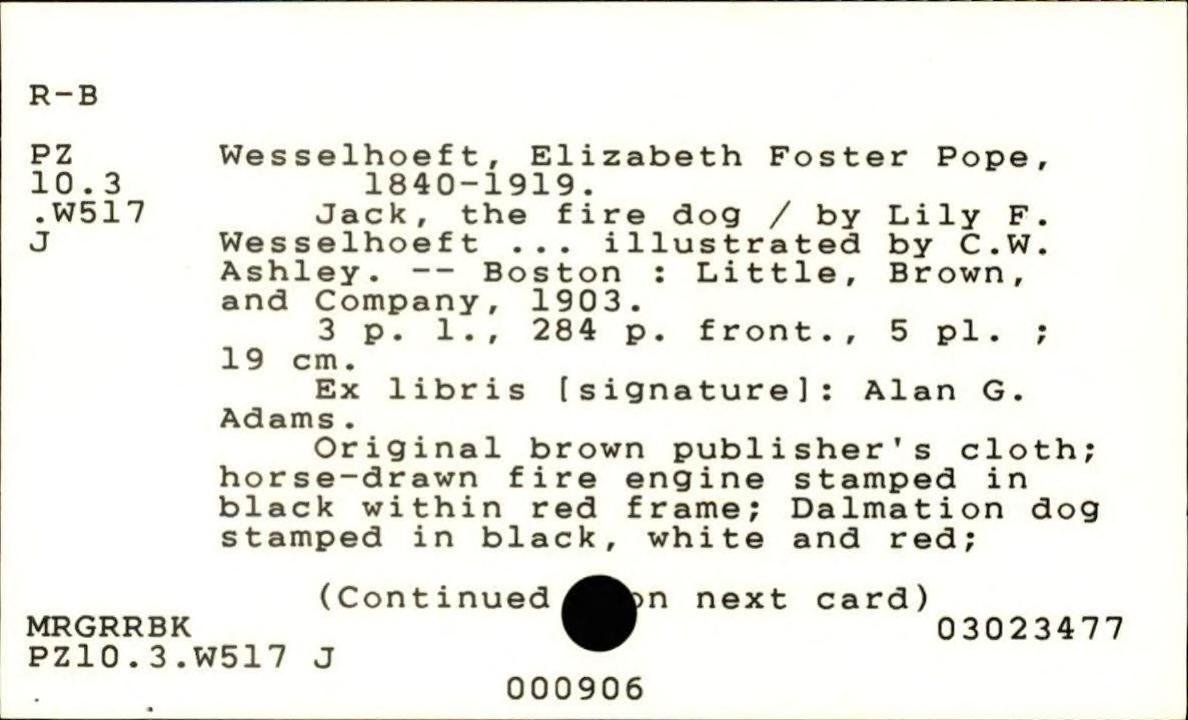 R-B
PZ
10.3
.W517
J
Wesselhoeft, Elizabeth Foster Pope,
1840-1919.
Jack, the fire dog / by Lily F.
Wesselhoeft ... illustrated by C.W.
Ashley. -- Boston : Little, Brown,
and Company, 1903.
3 p. l., 284 p. front., 5 pl. ;
19 cm.
Ex libris [signature]: Alan G.
Adams.
Original brown publisher's cloth;
horse-drawn fire engine stamped in
black within red frame; Dalmation dog
stamped in black, white and red;
(Continued on next card)
MRGRRBK
03023477
PZ10.3.W517 J
000906